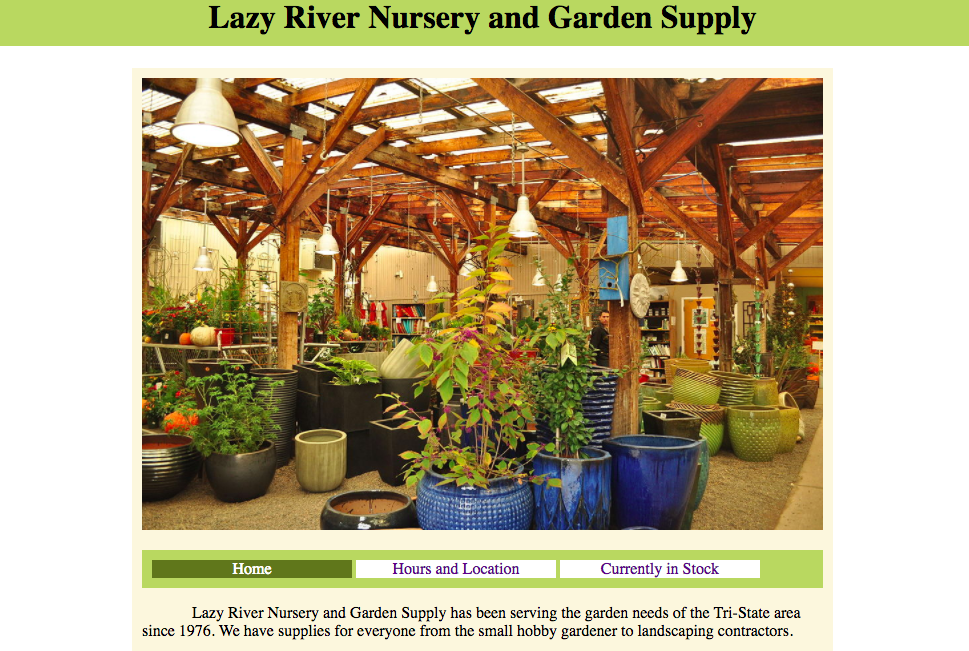 Lazy River Nursery and Garden Supply
Home
Hours and Location
Currently in Stock
Lazy River Nursery and Garden Supply has been serving the garden needs of the Tri-State area
since 1976. We have supplies for everyone from the small hobby gardener to landscaping contractors.